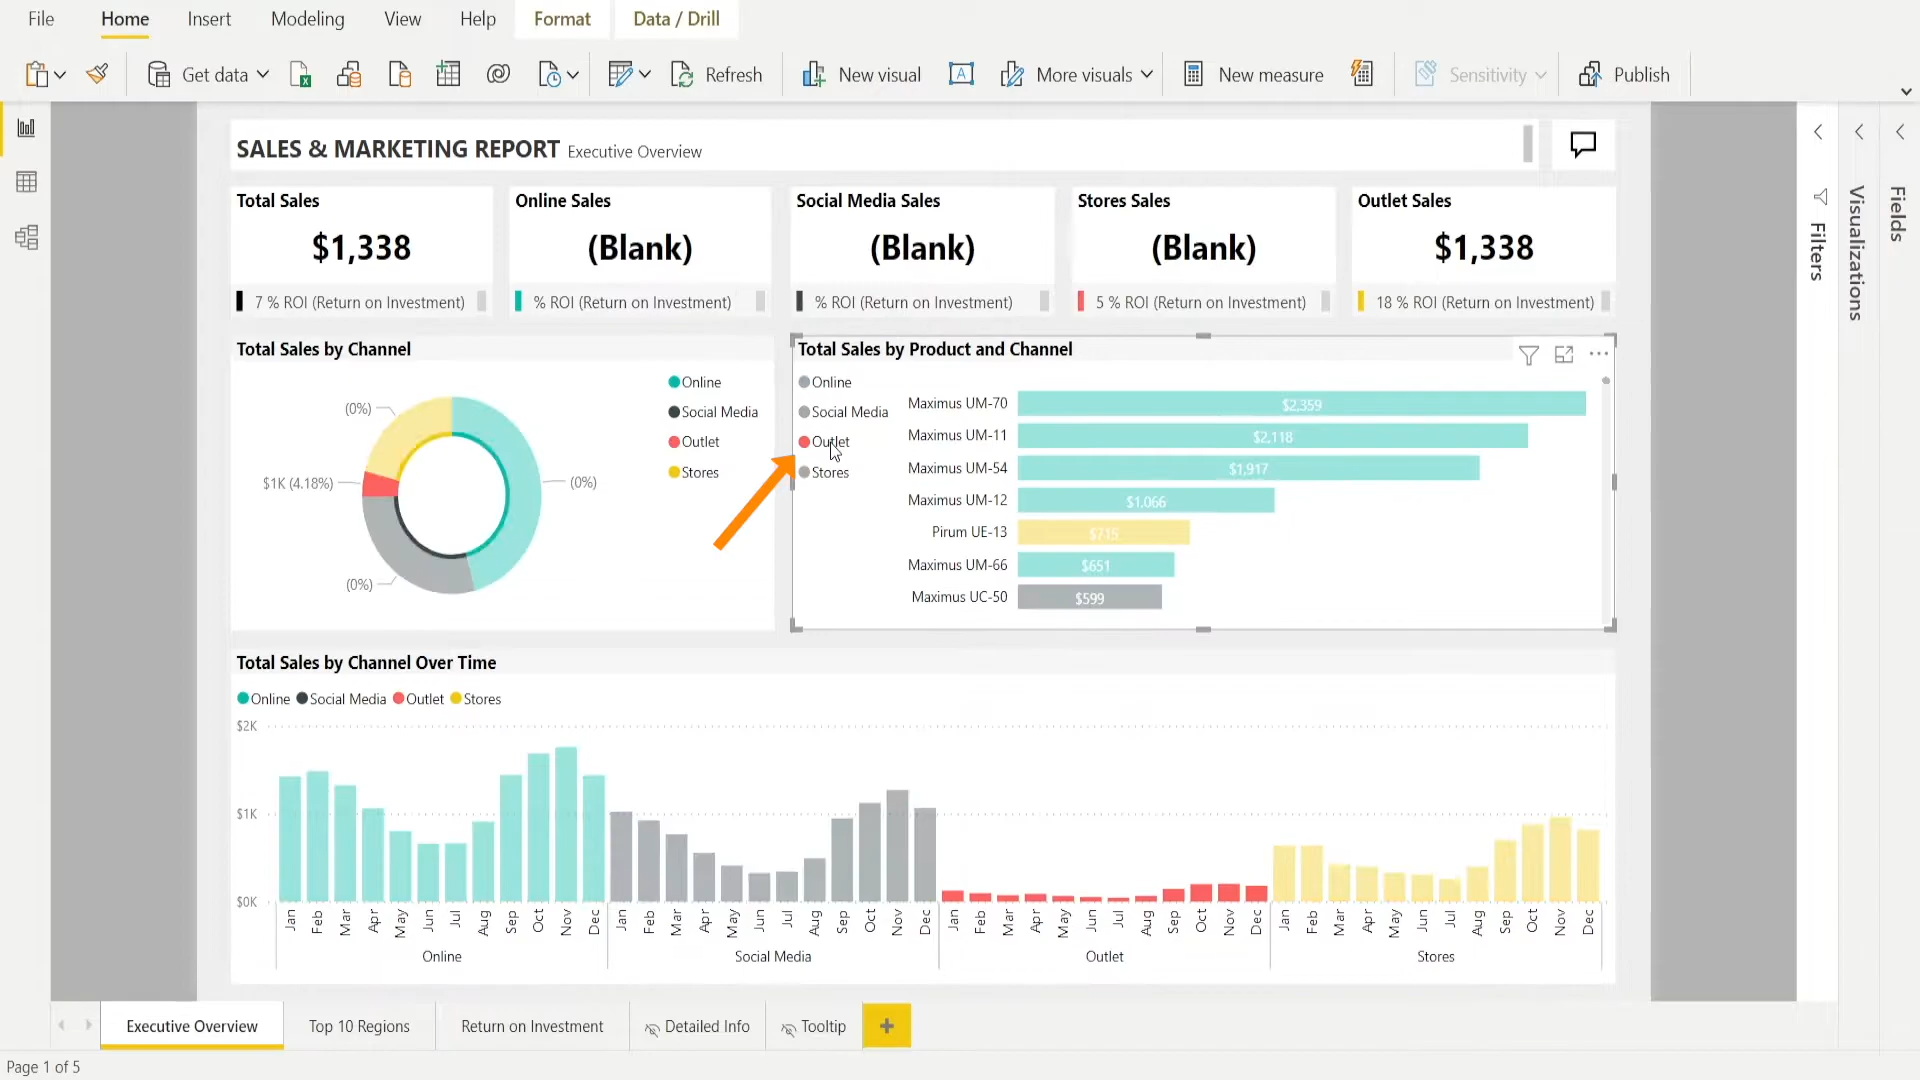 File Home Insert Modeling View Help Format Data / Drill
Get data Refresh New visual More visuals New measure Sensitivity Publish
SALES & MARKETING REPORT Executive Overview
Total Sales
$1,338
7 % ROI (Return on Investment)
Online Sales
(Blank)
% ROI (Return on Investment)
Social Media Sales
(Blank)
% ROI (Return on Investment)
Stores Sales
(Blank)
5 % ROI (Return on Investment)
Outlet Sales
$1,338
18 % ROI (Return on Investment)
Filters
Visualizations
Fields
Total Sales by Channel
(0%)
$1K (4.18%)
(0%)
(0%)
Online
Social Media
Outlet
Stores
Total Sales by Product and Channel
Online
Social Media
Outlet
Stores
Maximus UM-70 $2,359
Maximus UM-11 $2,118
Maximus UM-54 $1,917
Maximus UM-12 $1,066
Pirum UE-13 $715
Maximus UM-66 $651
Maximus UC-50 $599
Total Sales by Channel Over Time
Online Social Media Outlet Stores
$2K
$1K
$0K
Jan Feb Mar Apr May Jun Jul Aug Sep Oct Nov Dec Jan Feb Mar Apr May Jun Jul Aug Sep Oct Nov Dec Jan Feb Mar Apr May Jun Jul Aug Sep Oct Nov Dec Jan Feb Mar Apr May Jun Jul Aug Sep Oct Nov Dec
Online Social Media Outlet Stores
Executive Overview Top 10 Regions Return on Investment Detailed Info Tooltip +
Page 1 of 5